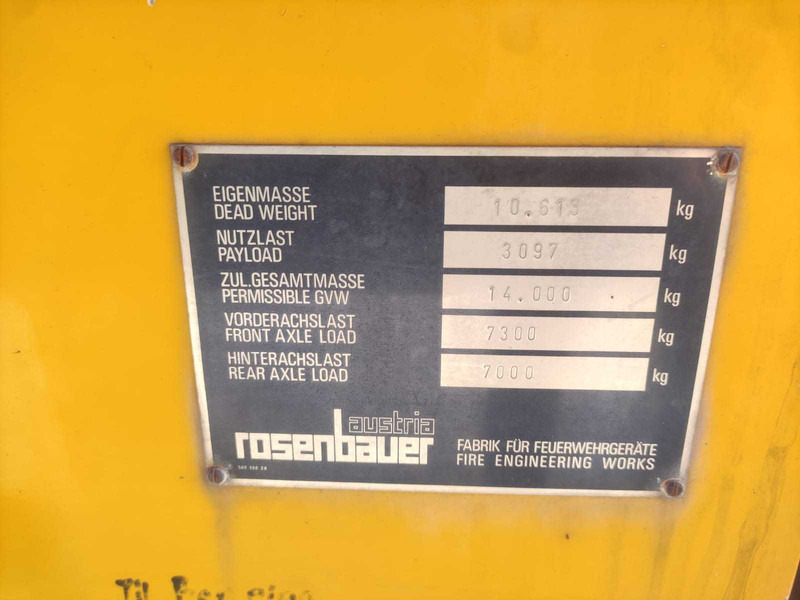 EIGENMASSE
DEAD WEIGHT 10.613 kg
NUTZLAST
PAYLOAD 3097 kg
ZUL.GESAMTMASSE
PERMISSIBLE GVW 14.000 kg
VORDERACHSLAST
FRONT AXLE LOAD 7300 kg
HINTERACHSLAST
REAR AXLE LOAD 7000 kg
austria
rosenbauer
FABRIK FÜR FEUERWEHRGERÄTE
FIRE ENGINEERING WORKS